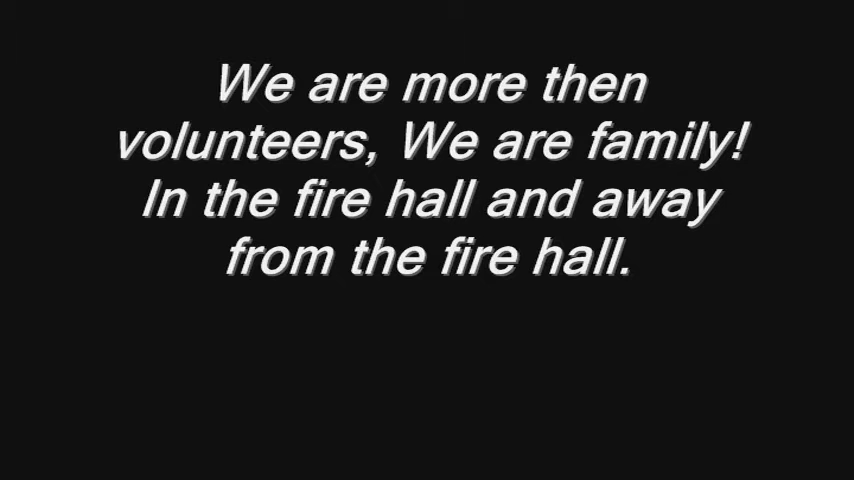 We are more then
volunteers, We are family!
In the fire hall and away
from the fire hall.